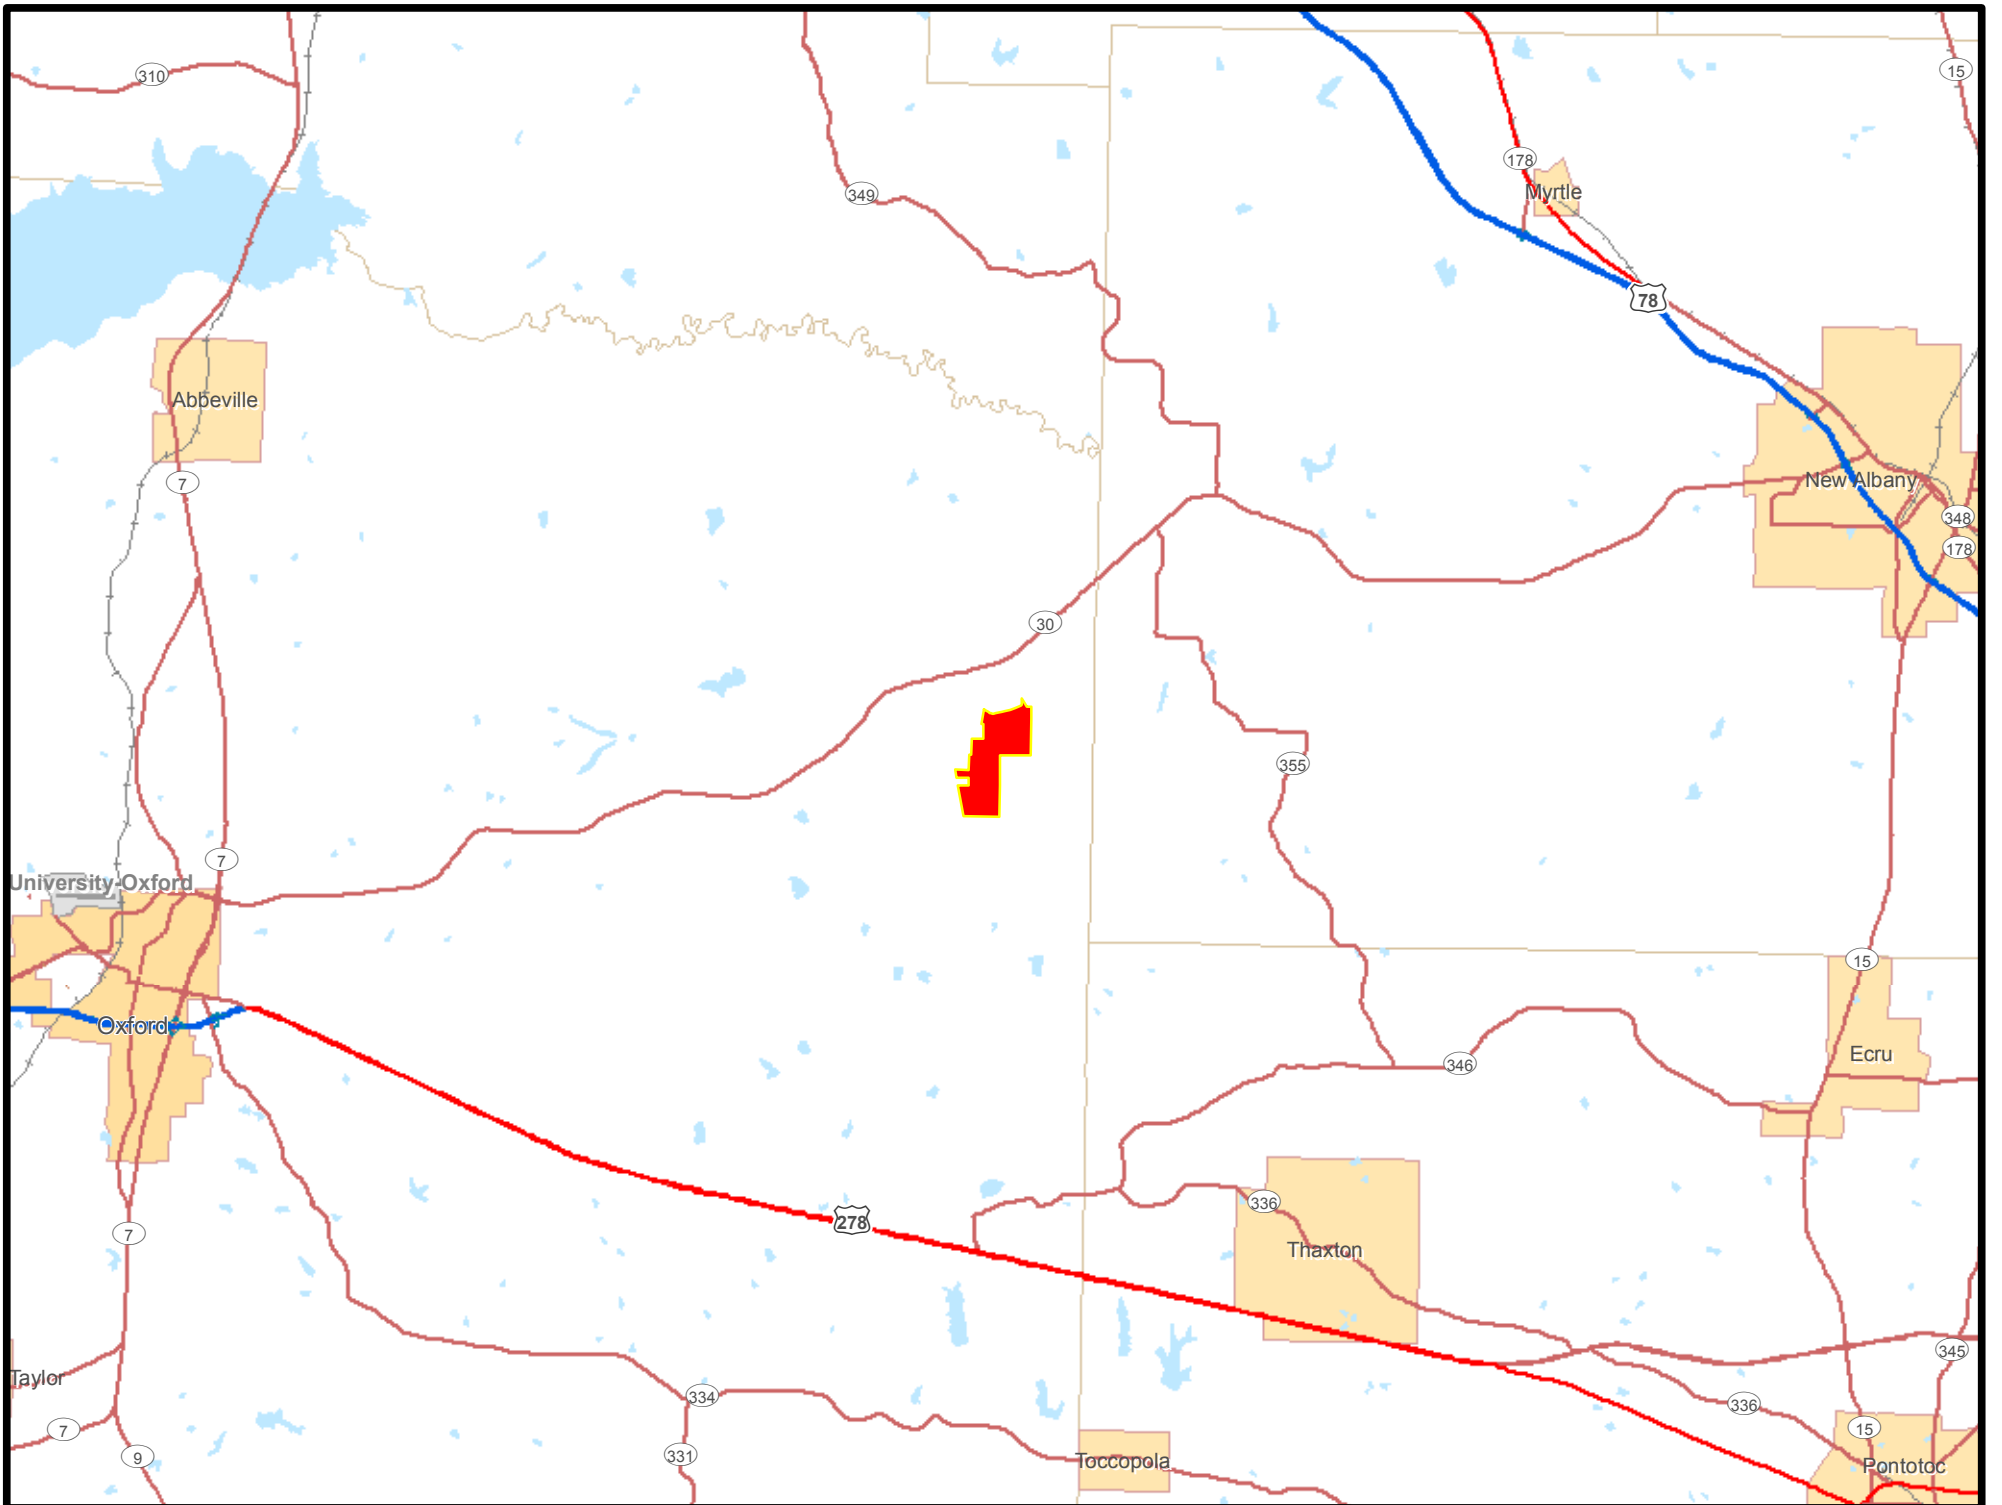 310
15
178
Myrtle
349
78
Abbeville
7
New Albany
348
178
30
355
7
University-Oxford
15
Oxford
346
Ecru
336
278
7
Thaxton
345
Taylor
334
336
7
15
9
331
Toccopola
Pontotoc